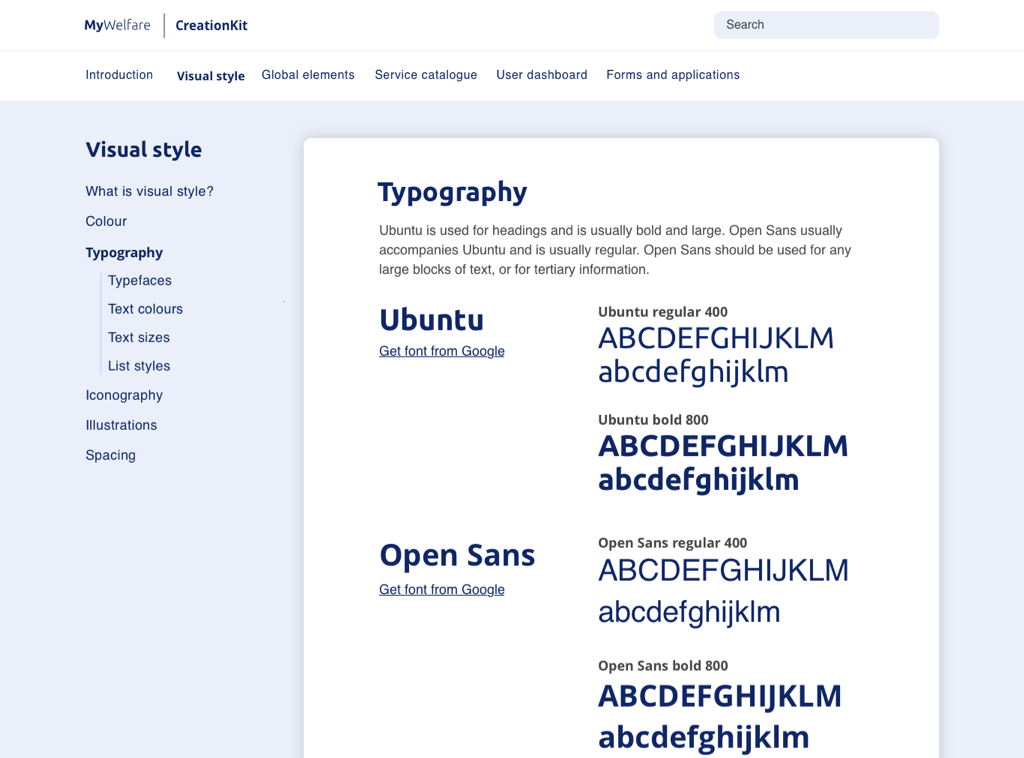 MyWelfare | CreationKit
Search
Introduction
Visual style
Global elements
Service catalogue
User dashboard
Forms and applications
Visual style
What is visual style?
Colour
Typography
Typefaces
Text colours
Text sizes
List styles
Iconography
Illustrations
Spacing
Typography
Ubuntu is used for headings and is usually bold and large. Open Sans usually
accompanies Ubuntu and is usually regular. Open Sans should be used for any
large blocks of text, or for tertiary information.
Ubuntu
Get font from Google
Ubuntu regular 400
ABCDEFGHIJKLM
abcdefghijklm
Ubuntu bold 800
ABCDEFGHIJKLM
abcdefghijklm
Open Sans
Get font from Google
Open Sans regular 400
ABCDEFGHIJKLM
abcdefghijklm
Open Sans bold 800
ABCDEFGHIJKLM
abcdefghijklm